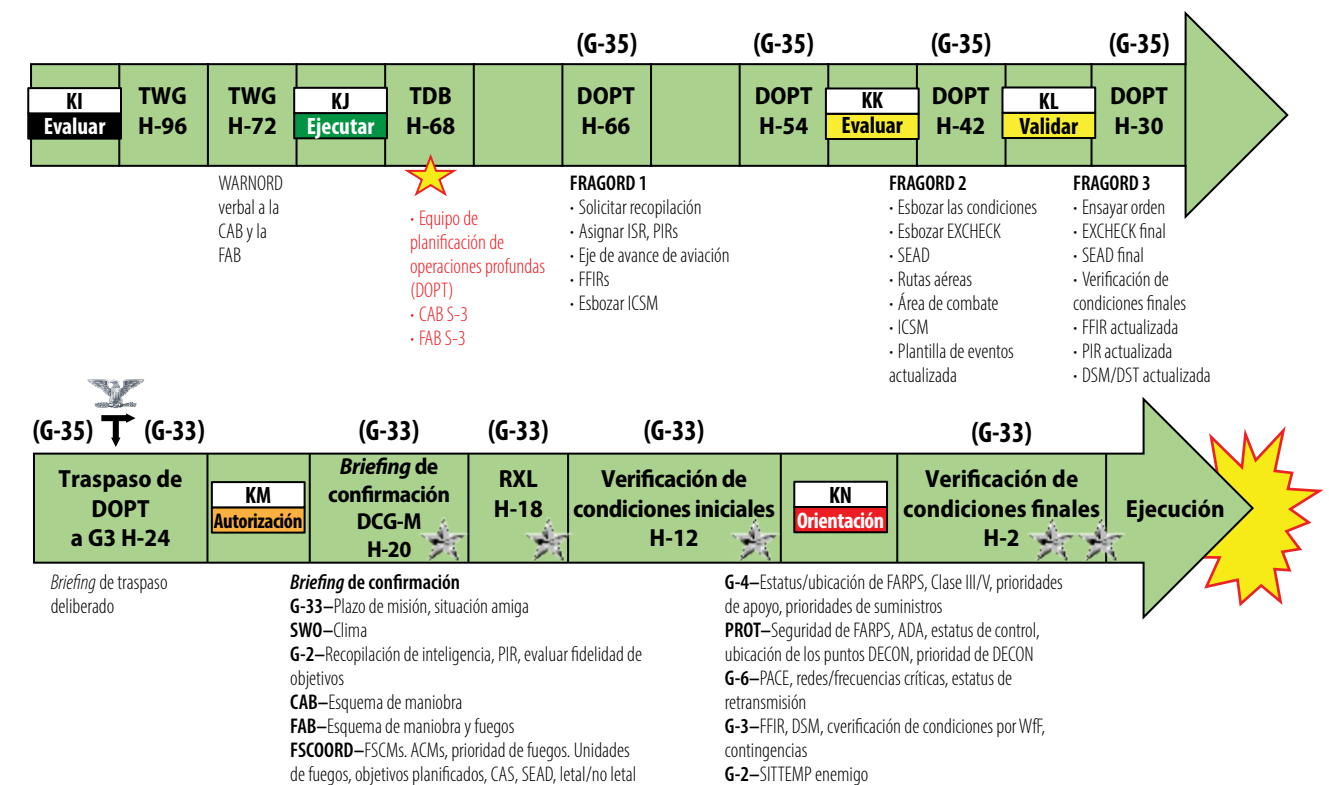 (G-35) (G-35) (G-35) (G-35)
KI
Evaluar
TWG
H-96
TWG
H-72
KJ
Ejecutar
TDB
H-68
DOPT
H-66
DOPT
H-54
KK
Evaluar
DOPT
H-42
KL
Validar
DOPT
H-30
WARNORD
verbal a la
CAB y la
FAB
· Equipo de
planificación de
operaciones profundas
(DOPT)
· CAB S-3
· FAB S-3
FRAGORD 1
· Solicitar recopilación
· Asignar ISR, PIRs
· Eje de avance de aviación
· FFIRs
· Esbozar ICSM
FRAGORD 2
· Esbozar las condiciones
· Esbozar EXCHECK
· SEAD
· Rutas aéreas
· Área de combate
· ICSM
· Plantilla de eventos
actualizada
FRAGORD 3
· Ensayar orden
· EXCHECK final
· SEAD final
· Verificación de
condiciones finales
· FFIR actualizada
· PIR actualizada
· DSM/DST actualizada
(G-35) (G-33) (G-33) (G-33) (G-33) (G-33)
Traspaso de
DOPT
a G3 H-24
KM
Autorización
Briefing de
confirmación
DCG-M
H-20
RXL
H-18
Verificación de
condiciones iniciales
H-12
KN
Orientación
Verificación de
condiciones finales
H-2
Ejecución
Briefing de traspaso
deliberado
Briefing de confirmación
G-33–Plazo de misión, situación amiga
SWO–Clima
G-2–Recopilación de inteligencia, PIR, evaluar fidelidad de
objetivos
CAB–Esquema de maniobra
FAB–Esquema de maniobra y fuegos
FSCOORD–FSCMs. ACMs, prioridad de fuegos. Unidades
de fuegos, objetivos planificados, CAS, SEAD, letal/no letal
G-4–Estatus/ubicación de FARPS, Clase III/V, prioridades
de apoyo, prioridades de suministros
PROT–Seguridad de FARPS, ADA, estatus de control,
ubicación de los puntos DECON, prioridad de DECON
G-6–PACE, redes/frecuencias críticas, estatus de
retransmisión
G-3–FFIR, DSM, cverificación de condiciones por WfF,
contingencias
G-2–SITTEMP enemigo